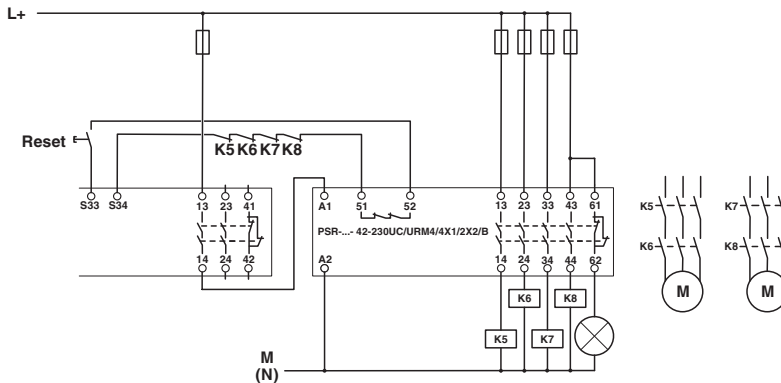 L+
Reset
K5 K6 K7 K8
S33 S34 13 23 41 A1 51 52 13 23 33 43 61
PSR-...- 42-230UC/URM4/4X1/2X2/B
14 24 42 A2 14 24 34 44 62
K6 K8
K5 K7
M
(N)
K5
K6
M
K7
K8
M